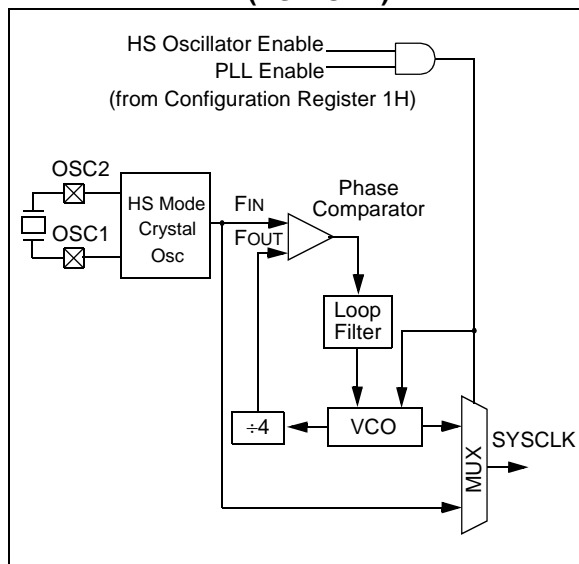 HS Oscillator Enable
PLL Enable
(from Configuration Register 1H)
OSC2
OSC1
HS Mode
Crystal
Osc
FIN
FOUT
Phase
Comparator
Loop
Filter
÷4
VCO
MUX
SYSCLK